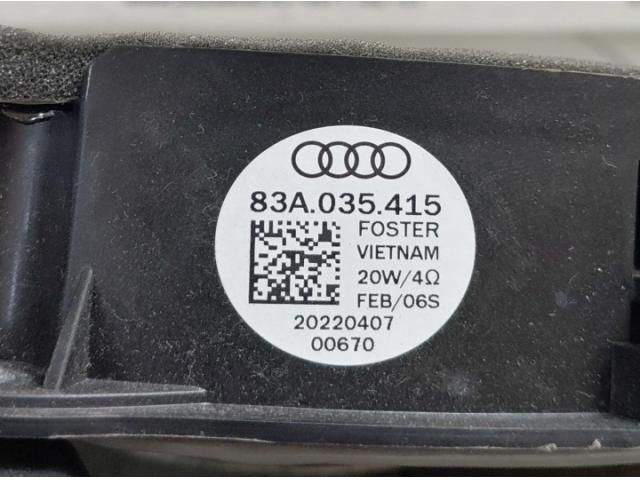 83A.035.415
FOSTER
VIETNAM
20W/4Ω
FEB/06S
20220407
00670